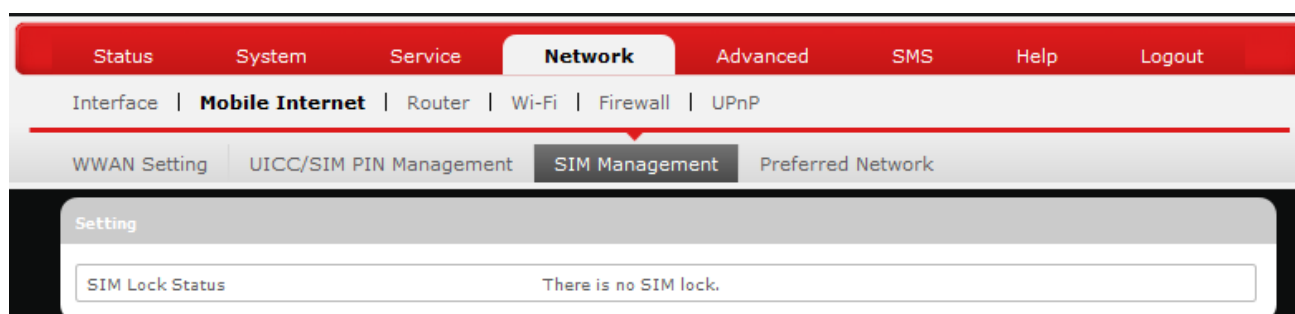 Status System Service Network Advanced SMS Help Logout
Interface | Mobile Internet | Router | Wi-Fi | Firewall | UPnP
WWAN Setting UICC/SIM PIN Management SIM Management Preferred Network
Setting
SIM Lock Status There is no SIM lock.